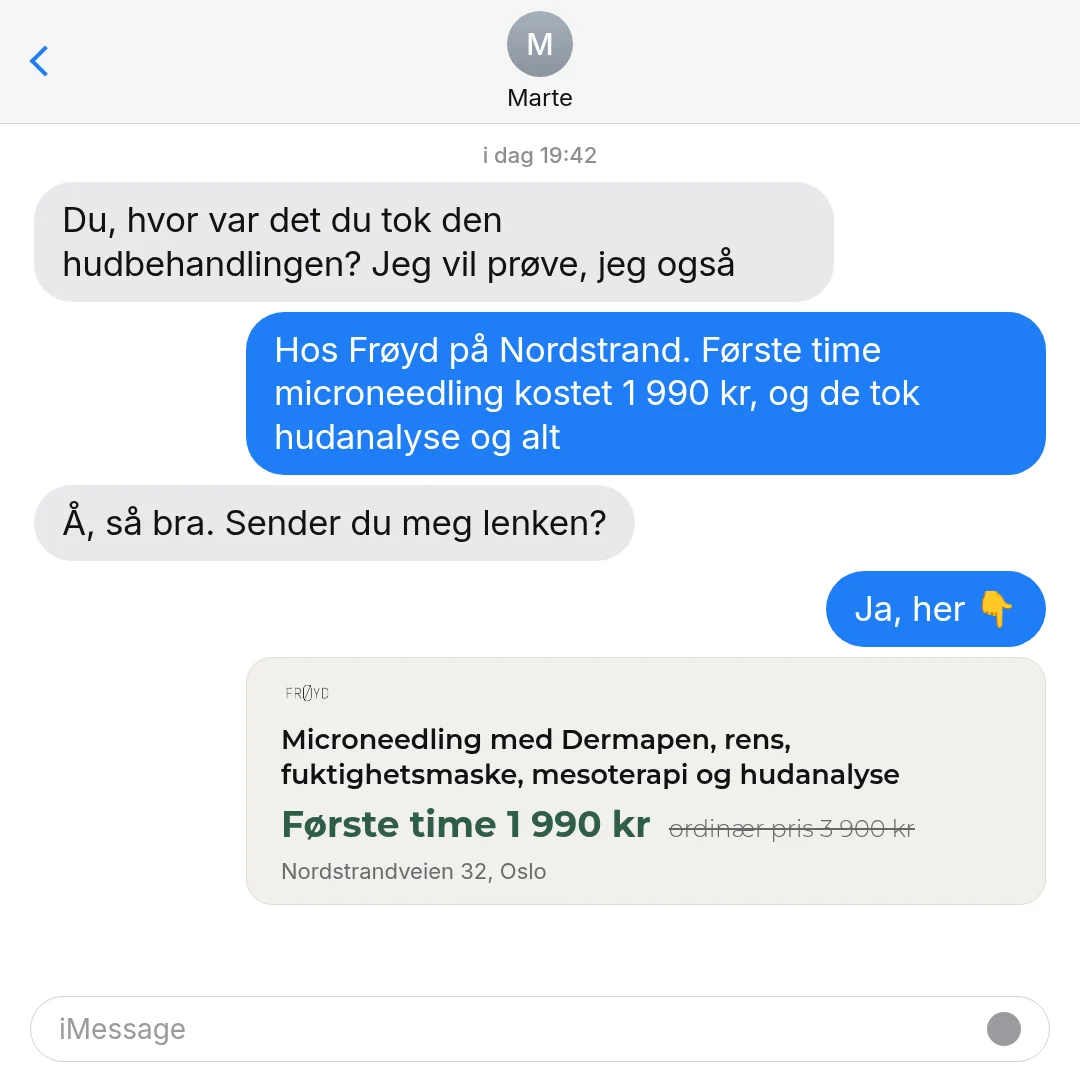 M
Marte
i dag 19:42
Du, hvor var det du tok den
hudbehandlingen? Jeg vil prøve, jeg også
Hos Frøyd på Nordstrand. Første time
microneedling kostet 1 990 kr, og de tok
hudanalyse og alt
Å, så bra. Sender du meg lenken?
Ja, her 👇
FRØYD
Microneedling med Dermapen, rens,
fuktighetsmaske, mesoterapi og hudanalyse
Første time 1 990 kr ordinær pris 3 900 kr
Nordstrandveien 32, Oslo
iMessage